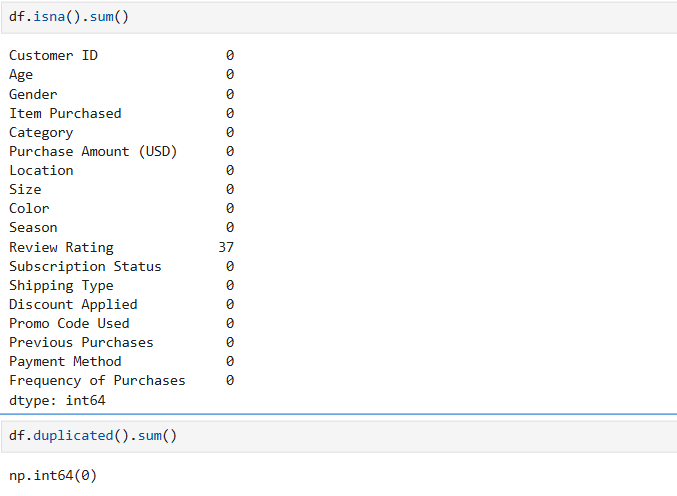 df.isna().sum()
Customer ID 0
Age 0
Gender 0
Item Purchased 0
Category 0
Purchase Amount (USD) 0
Location 0
Size 0
Color 0
Season 0
Review Rating 37
Subscription Status 0
Shipping Type 0
Discount Applied 0
Promo Code Used 0
Previous Purchases 0
Payment Method 0
Frequency of Purchases 0
dtype: int64
df.duplicated().sum()
np.int64(0)